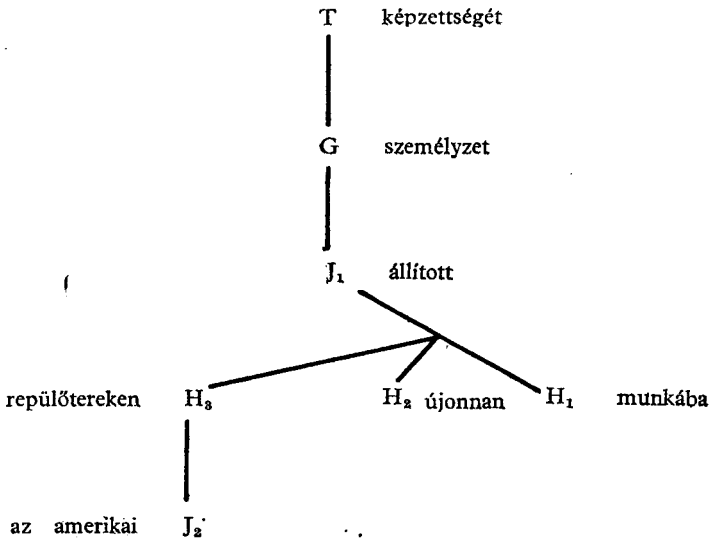 T képzettségét
G személyzet
J₁ állított
repülőtereken H₃ H₂ újonnan H₁ munkába
az amerikai J₂